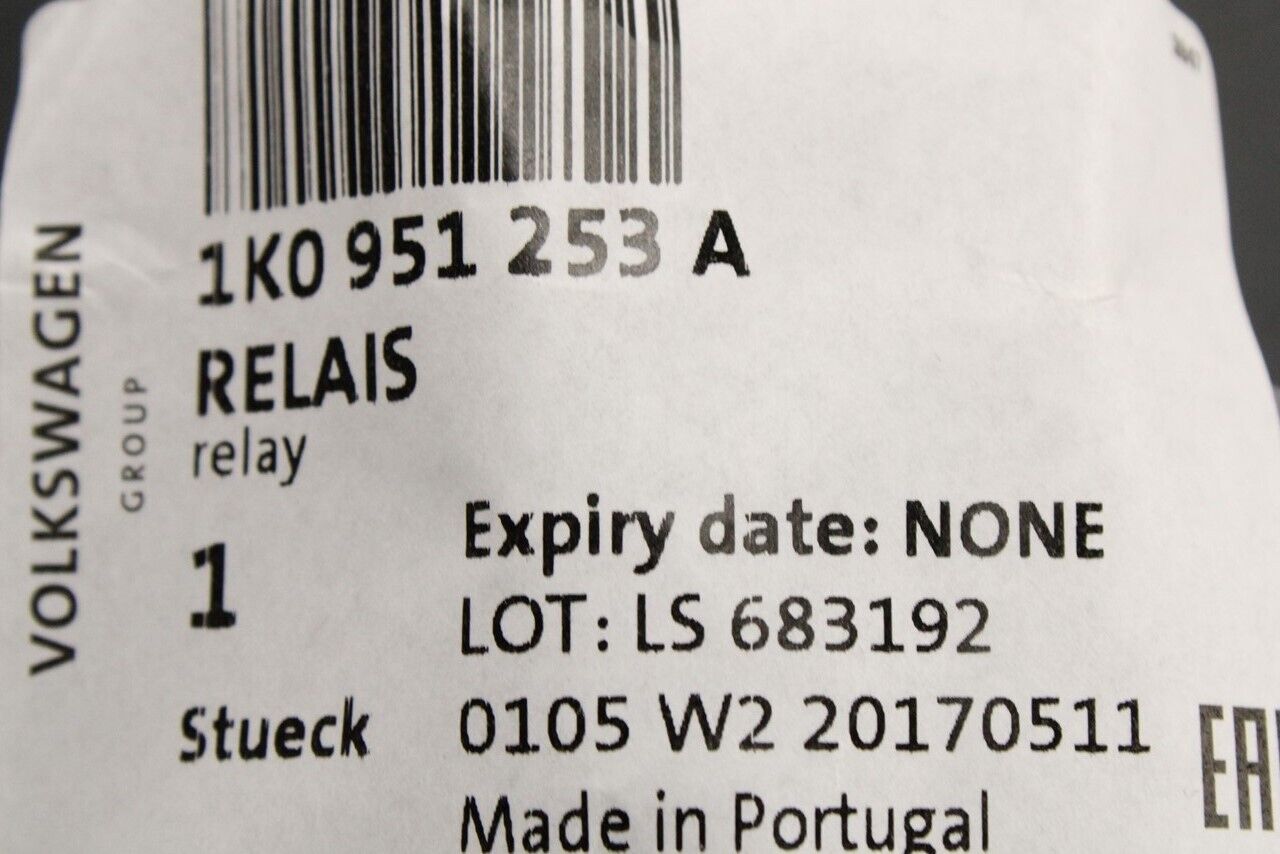 1K0 951 253 A
RELAIS
relay
1
Stueck
Expiry date: NONE
LOT: LS 683192
0105 W2 20170511
Made in Portugal
VOLKSWAGEN
GROUP